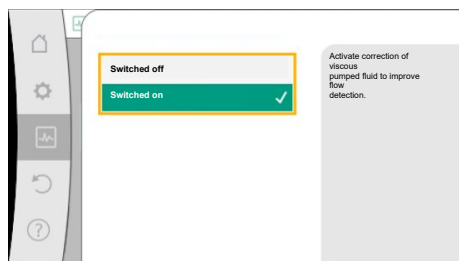 Switched off
Switched on
Activate correction of
viscous
pumped fluid to improve
flow
detection.